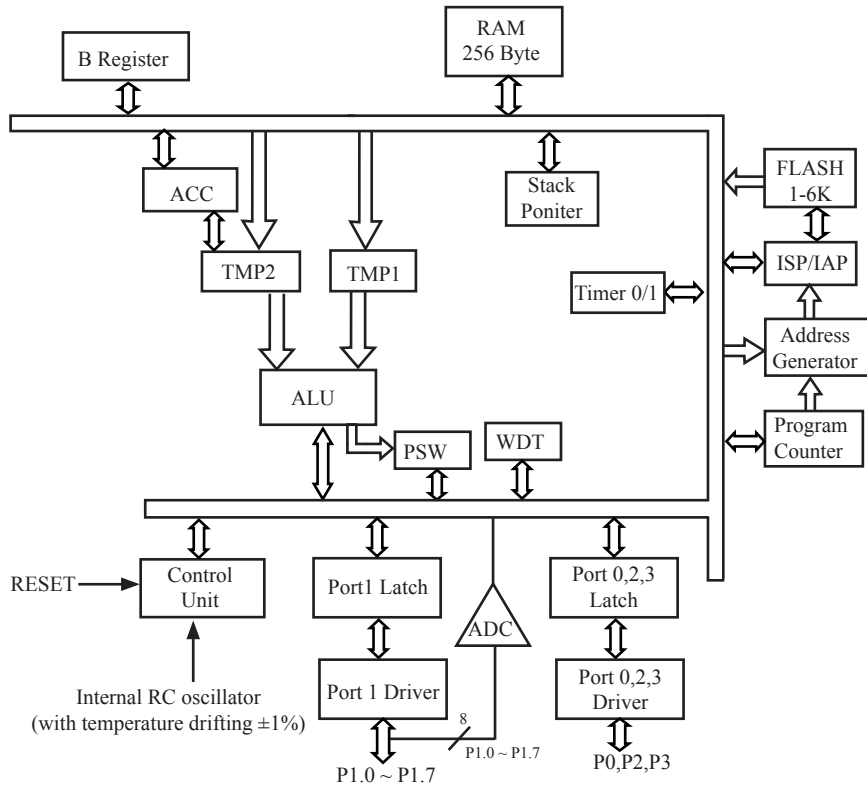 B Register
RAM
256 Byte
ACC
Stack
Poniter
FLASH
1-6K
TMP2
TMP1
ISP/IAP
Timer 0/1
Address
Generator
ALU
PSW
WDT
Program
Counter
RESET
Control
Unit
Port1 Latch
ADC
Port 0,2,3
Latch
Internal RC oscillator
(with temperature drifting ±1%)
Port 1 Driver
Port 0,2,3
Driver
8
P1.0 ~ P1.7
P1.0 ~ P1.7
P0,P2,P3